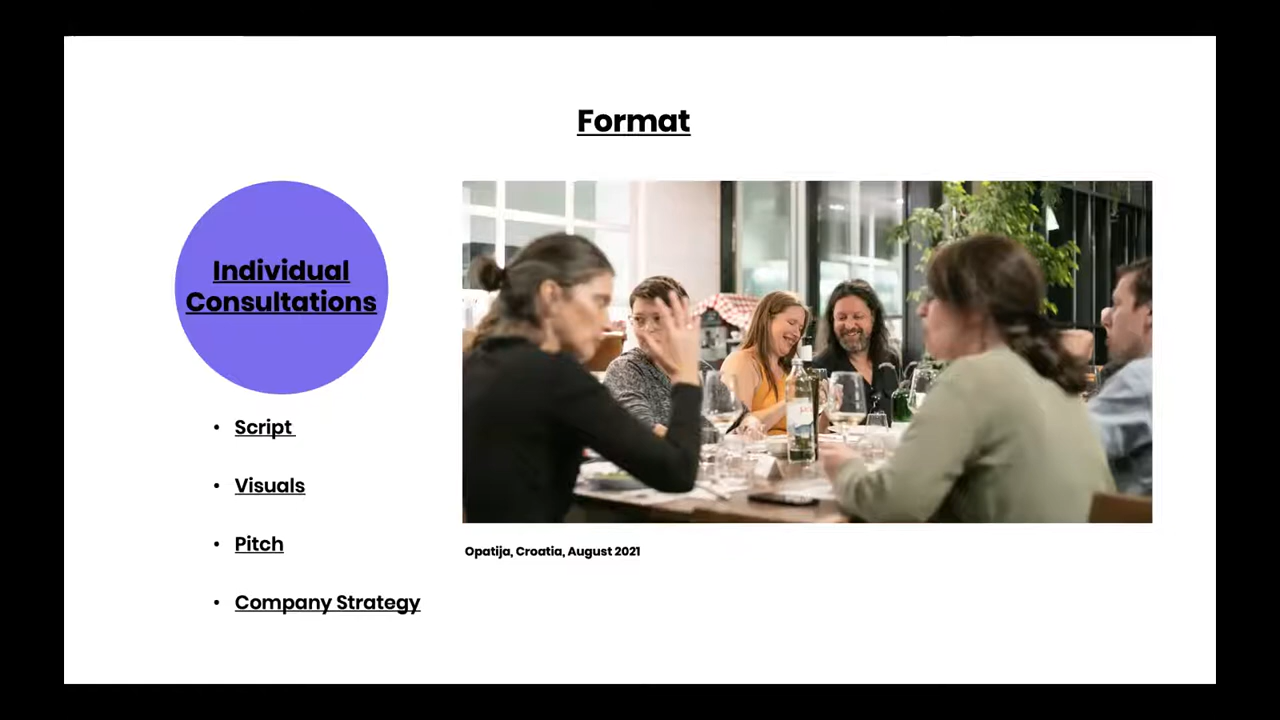 Format
Individual
Consultations
• Script
• Visuals
• Pitch
• Company Strategy
Opatija, Croatia, August 2021